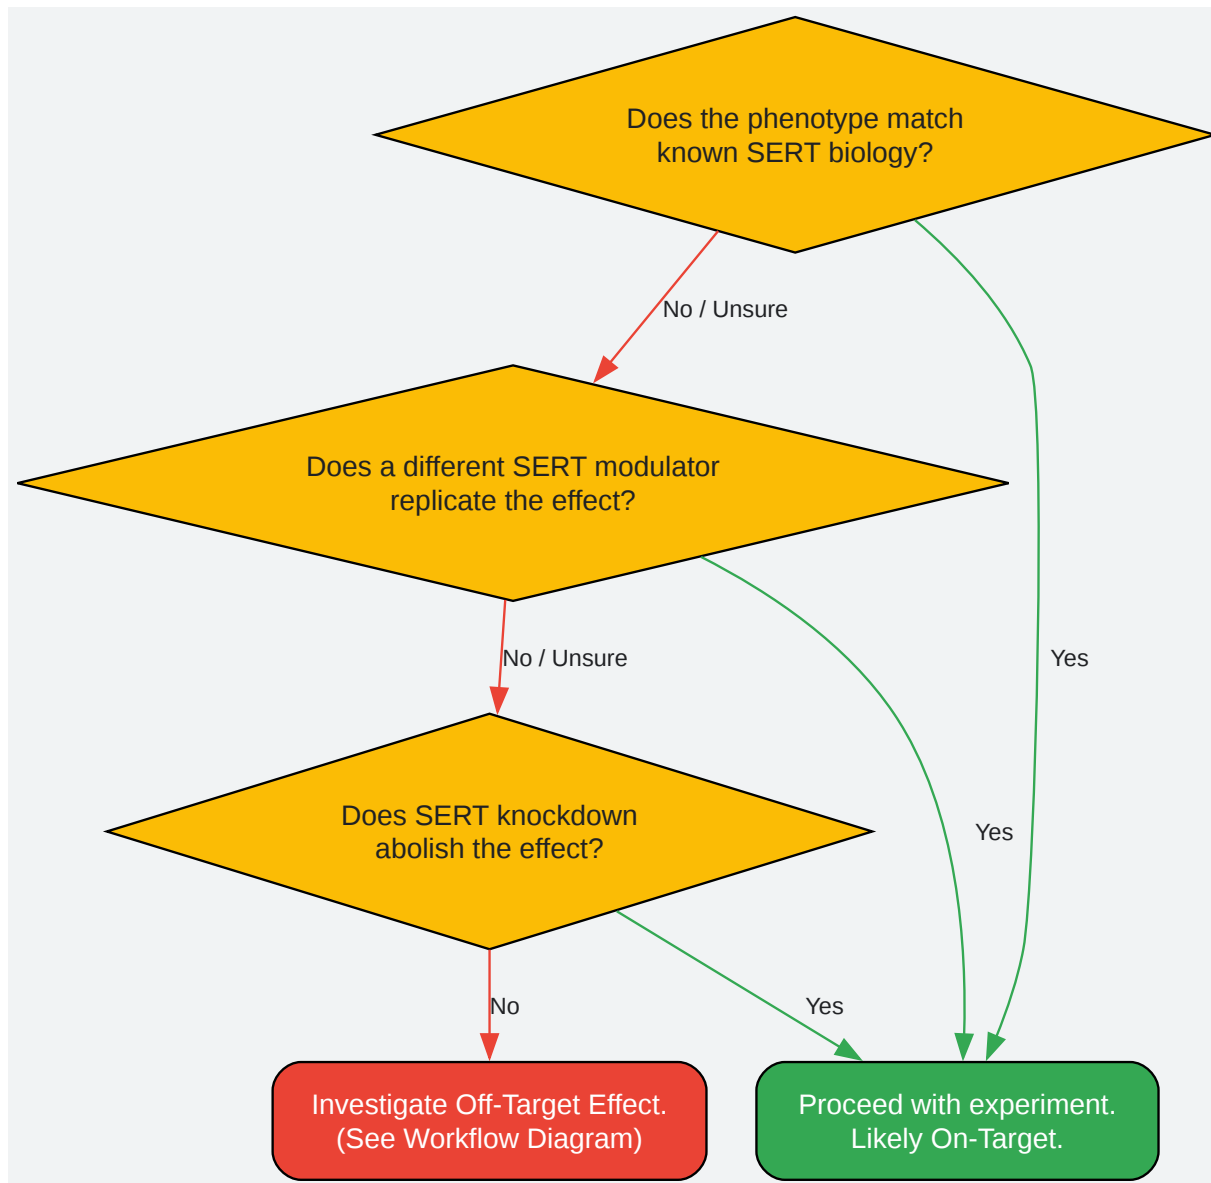 Does the phenotype match
known SERT biology?
No / Unsure
Does a different SERT modulator
replicate the effect?
No / Unsure
Yes
Does SERT knockdown
abolish the effect?
Yes
No
Yes
Investigate Off-Target Effect.
(See Workflow Diagram)
Proceed with experiment.
Likely On-Target.